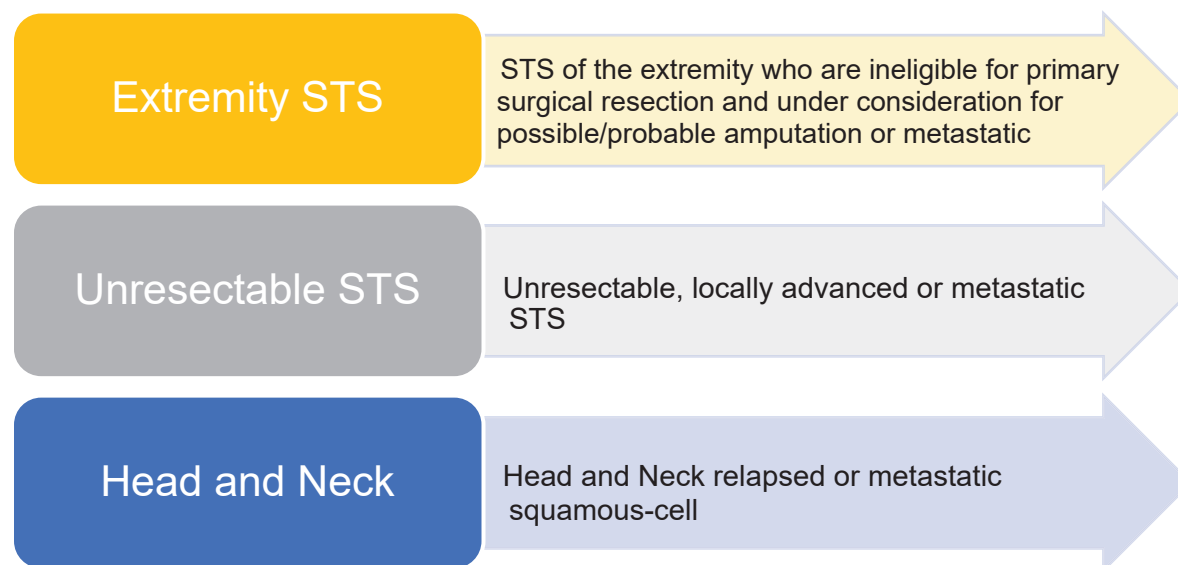 Extremity STS
STS of the extremity who are ineligible for primary
surgical resection and under consideration for
possible/probable amputation or metastatic
Unresectable STS
Unresectable, locally advanced or metastatic
STS
Head and Neck
Head and Neck relapsed or metastatic
squamous-cell